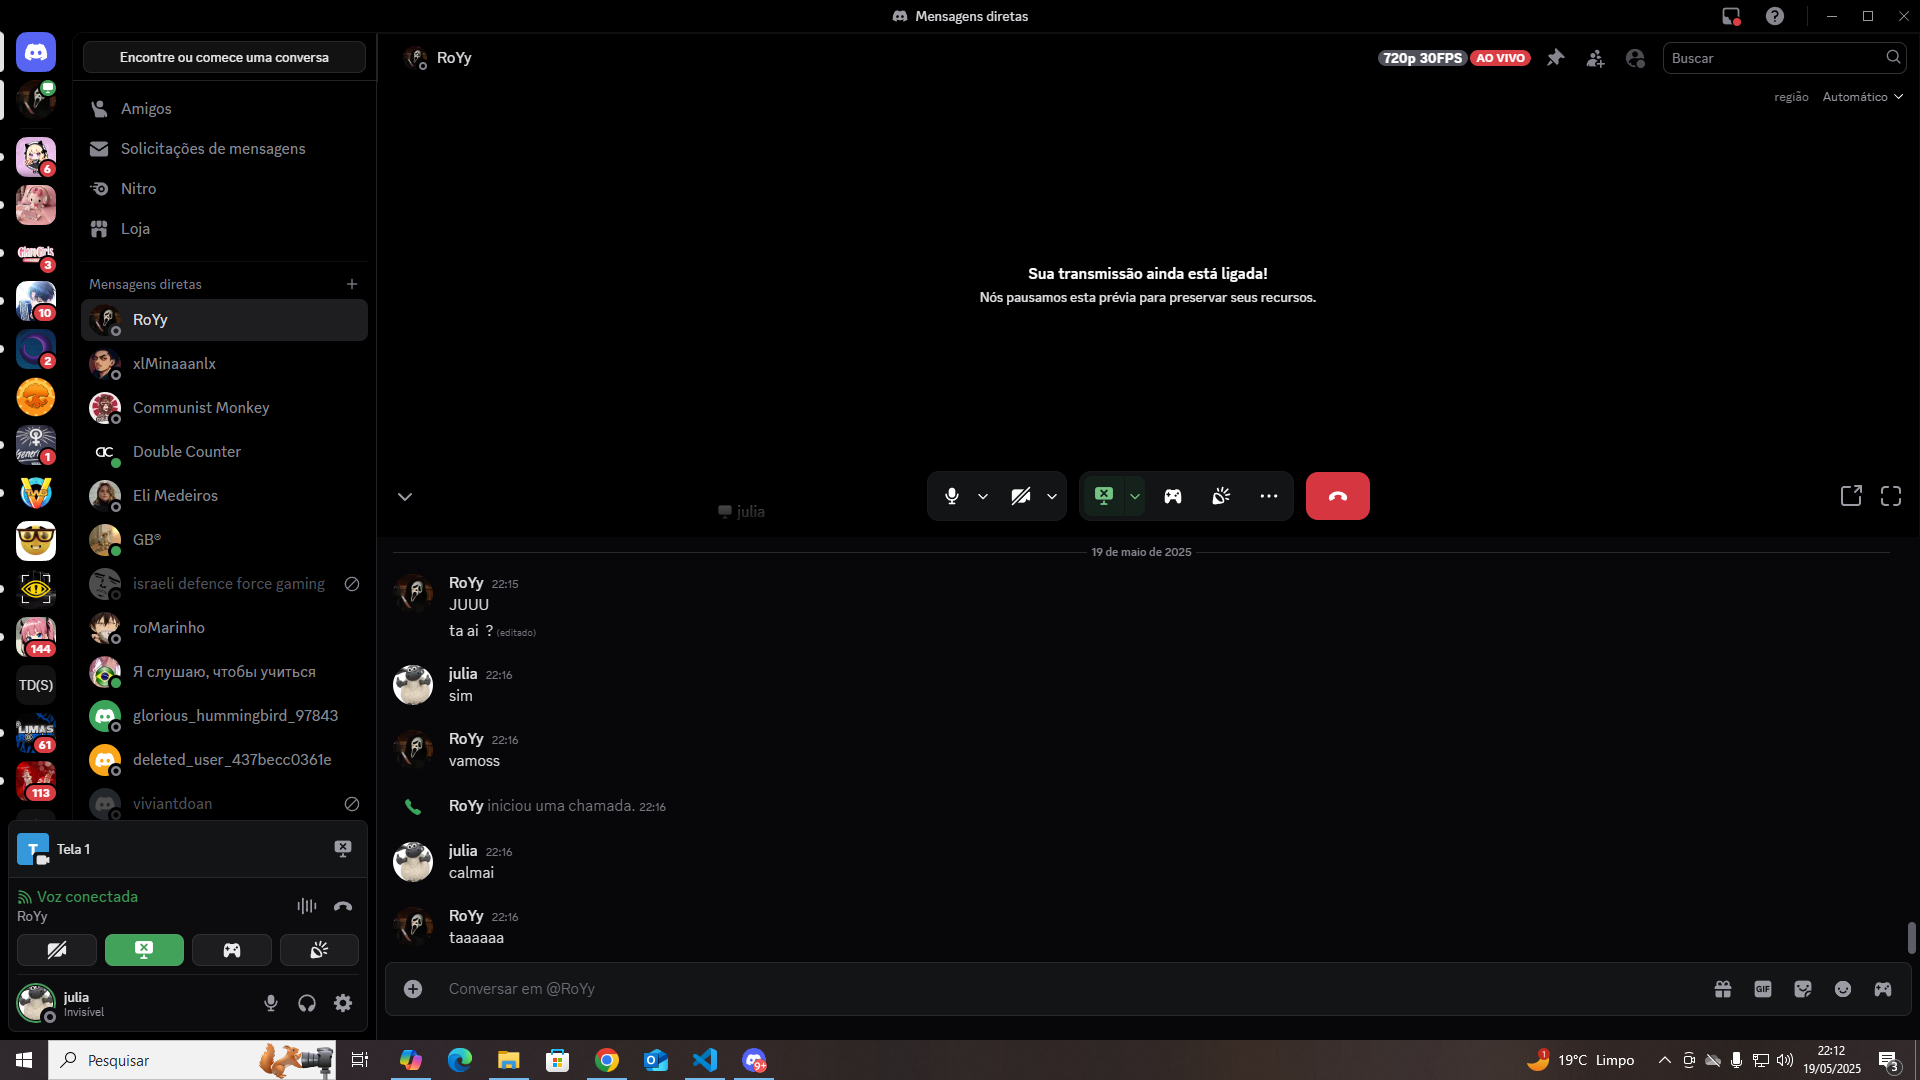 Mensagens diretas
Encontre ou comece uma conversa
Amigos
Solicitações de mensagens
Nitro
Loja
Mensagens diretas
RoYy
xlMinaaanlx
Communist Monkey
Double Counter
Eli Medeiros
GB®
israeli defence force gaming
roMarinho
Я слушаю, чтобы учиться
glorious_hummingbird_97843
deleted_user_437becc0361e
viviantdoan
6
3
10
2
1
144
TD(S)
LIMAS
61
113
T
Tela 1
Voz conectada
RoYy
julia
Invisível
RoYy
720p 30FPS
AO VIVO
Buscar
região
Automático
Sua transmissão ainda está ligada!
Nós pausamos esta prévia para preservar seus recursos.
julia
19 de maio de 2025
RoYy 22:15
JUUU
ta ai ? (editado)
julia 22:16
sim
RoYy 22:16
vamoss
RoYy iniciou uma chamada. 22:16
julia 22:16
calmai
RoYy 22:16
taaaaaa
Conversar em @RoYy
GIF
Pesquisar
9+
1
19°C Limpo
22:12
19/05/2025
3